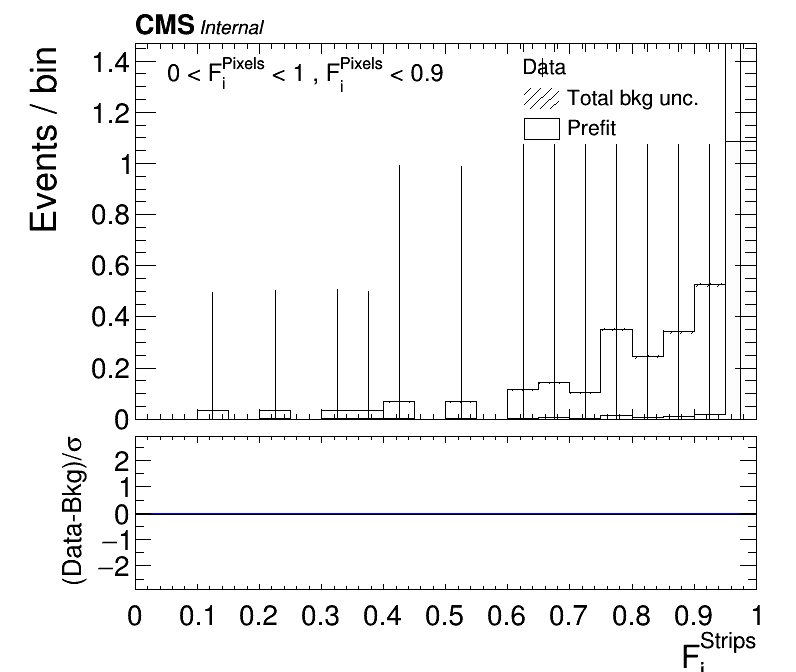 CMS Internal
0 < F_i^Pixels < 1 , F_i^Pixels < 0.9
Data
Total bkg unc.
Prefit
Events / bin
1.4
1.2
1
0.8
0.6
0.4
0.2
0
(Data-Bkg)/σ
2
1
0
−1
−2
0 0.1 0.2 0.3 0.4 0.5 0.6 0.7 0.8 0.9 1
F_i^Strips